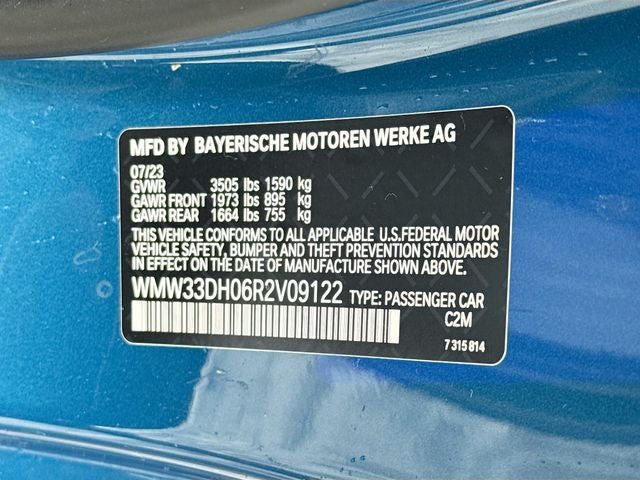 MFD BY BAYERISCHE MOTOREN WERKE AG
07/23
GVWR 3505 lbs 1590 kg
GAWR FRONT 1973 lbs 895 kg
GAWR REAR 1664 lbs 755 kg
THIS VEHICLE CONFORMS TO ALL APPLICABLE U.S.FEDERAL MOTOR
VEHICLE SAFETY, BUMPER AND THEFT PREVENTION STANDARDS
IN EFFECT ON THE DATE OF MANUFACTURE SHOWN ABOVE.
WMW33DH06R2V09122 TYPE: PASSENGER CAR
C2M
7 315 814